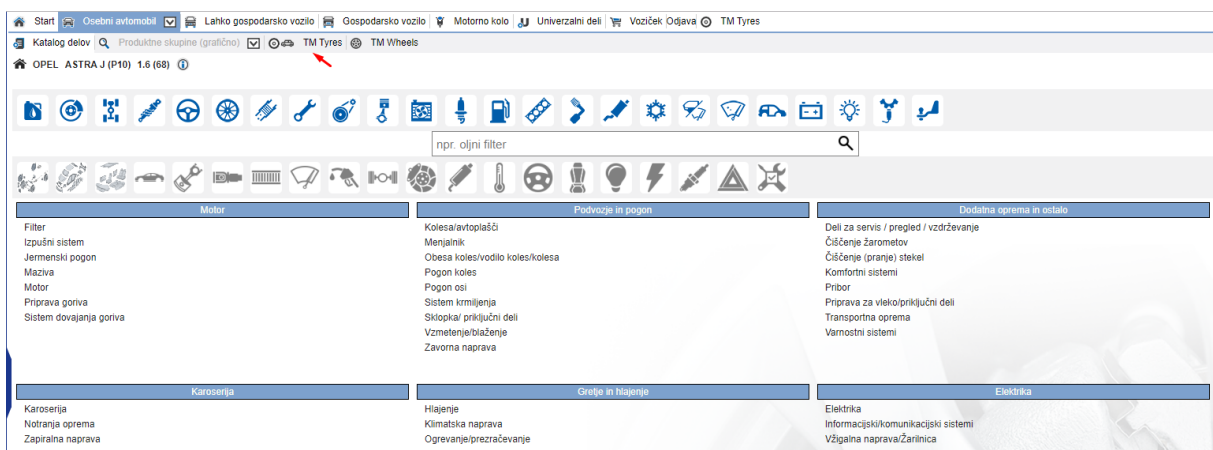 Start Osebni avtomobil Lahko gospodarsko vozilo Gospodarsko vozilo Motorno kolo Univerzalni deli Voziček Odjava TM Tyres
Katalog delov Produktne skupine (grafično) TM Tyres TM Wheels
OPEL ASTRA J (P10) 1.6 (68)
npr. oljni filter
Motor
Filter
Izpušni sistem
Jermenski pogon
Maziva
Motor
Priprava goriva
Sistem dovajanja goriva
Podvozje in pogon
Kolesa/avtoplašči
Menjalnik
Obesa koles/vodilo koles/kolesa
Pogon koles
Pogon osi
Sistem krmiljenja
Sklopka/ priključni deli
Vzmetenje/blaženje
Zavorna naprava
Dodatna oprema in ostalo
Deli za servis / pregled / vzdrževanje
Čiščenje žarometov
Čiščenje (pranje) stekel
Komfortni sistemi
Pribor
Priprava za vleko/priključni deli
Transportna oprema
Varnostni sistemi
Karoserija
Karoserija
Notranja oprema
Zapiralna naprava
Gretje in hlajenje
Hlajenje
Klimatska naprava
Ogrevanje/prezračevanje
Elektrika
Elektrika
Informacijski/komunikacijski sistemi
Vžigalna naprava/Žarilnica